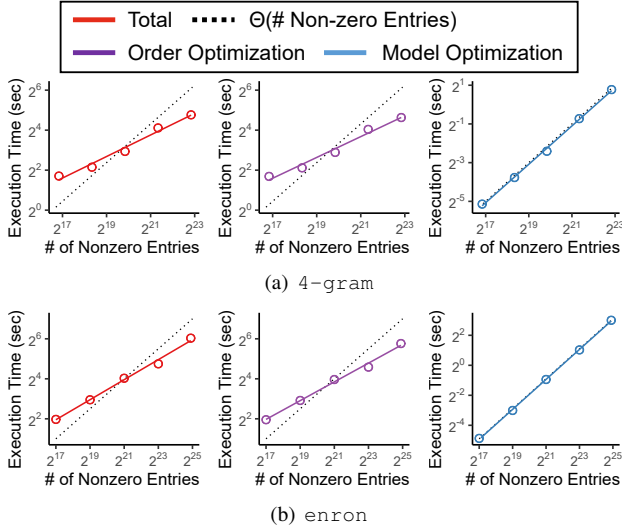 Total Θ(# Non-zero Entries)
Order Optimization Model Optimization
Execution Time (sec)
2^6
2^4
2^2
2^0
2^17 2^19 2^21 2^23
# of Nonzero Entries
Execution Time (sec)
2^6
2^4
2^2
2^0
2^17 2^19 2^21 2^23
# of Nonzero Entries
Execution Time (sec)
2^1
2^-1
2^-3
2^-5
2^17 2^19 2^21 2^23
# of Nonzero Entries
(a) 4-gram
Execution Time (sec)
2^6
2^4
2^2
2^17 2^19 2^21 2^23 2^25
# of Nonzero Entries
Execution Time (sec)
2^6
2^4
2^2
2^17 2^19 2^21 2^23 2^25
# of Nonzero Entries
Execution Time (sec)
2^2
2^0
2^-2
2^-4
2^17 2^19 2^21 2^23 2^25
# of Nonzero Entries
(b) enron